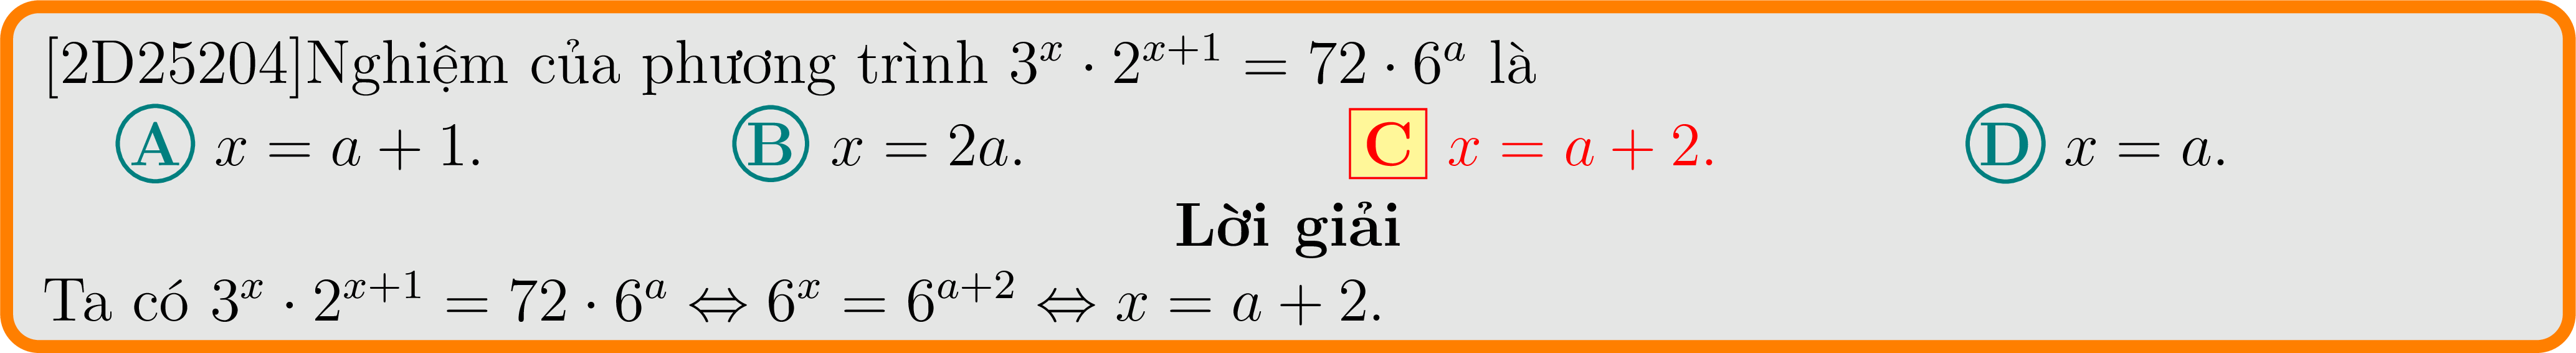 [2D25204]Nghiệm của phương trình $3^x \cdot 2^{x+1} = 72 \cdot 6^a$ là
A $x = a + 1$. B $x = 2a$. C $x = a + 2$. D $x = a$.
Lời giải
Ta có $3^x \cdot 2^{x+1} = 72 \cdot 6^a \Leftrightarrow 6^x = 6^{a+2} \Leftrightarrow x = a + 2$.